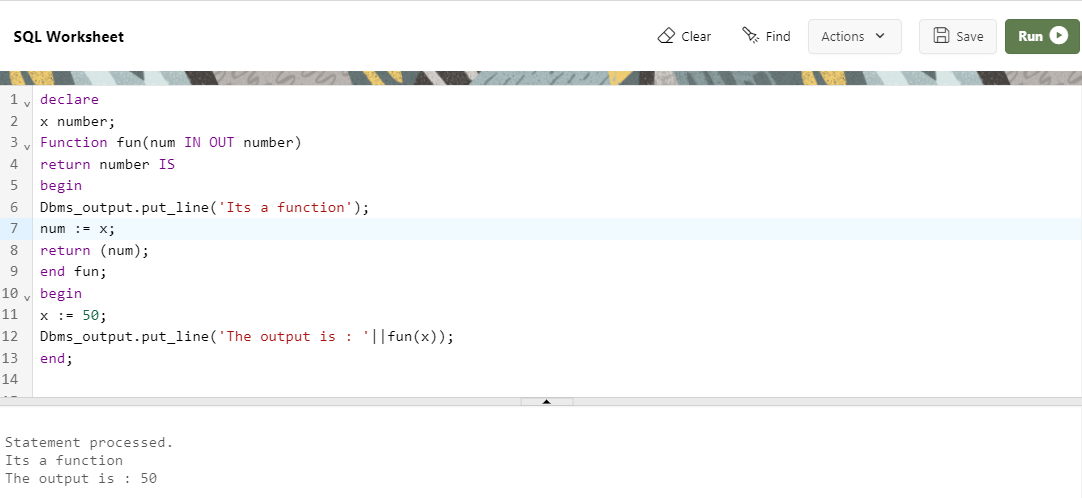 SQL Worksheet
Clear Find Actions Save Run
1 declare
2 x number;
3 Function fun(num IN OUT number)
4 return number IS
5 begin
6 Dbms_output.put_line('Its a function');
7 num := x;
8 return (num);
9 end fun;
10 begin
11 x := 50;
12 Dbms_output.put_line('The output is : '||fun(x));
13 end;
14
Statement processed.
Its a function
The output is : 50